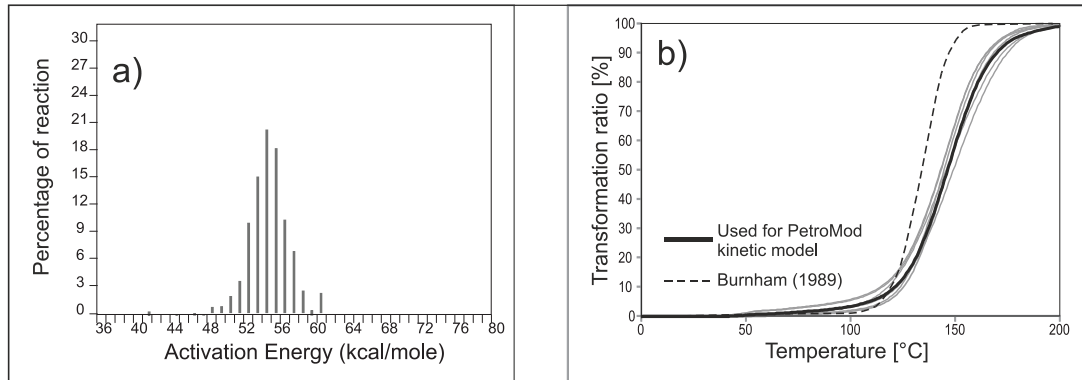 a)
Percentage of reaction
30
27
24
21
18
15
12
9
6
3
0
36 40 44 48 52 56 60 64 68 72 76 80
Activation Energy (kcal/mole)
b)
Transformation ratio [%]
100
90
80
70
60
50
40
30
20
10
0
Used for PetroMod
kinetic model
Burnham (1989)
0 50 100 150 200
Temperature [°C]